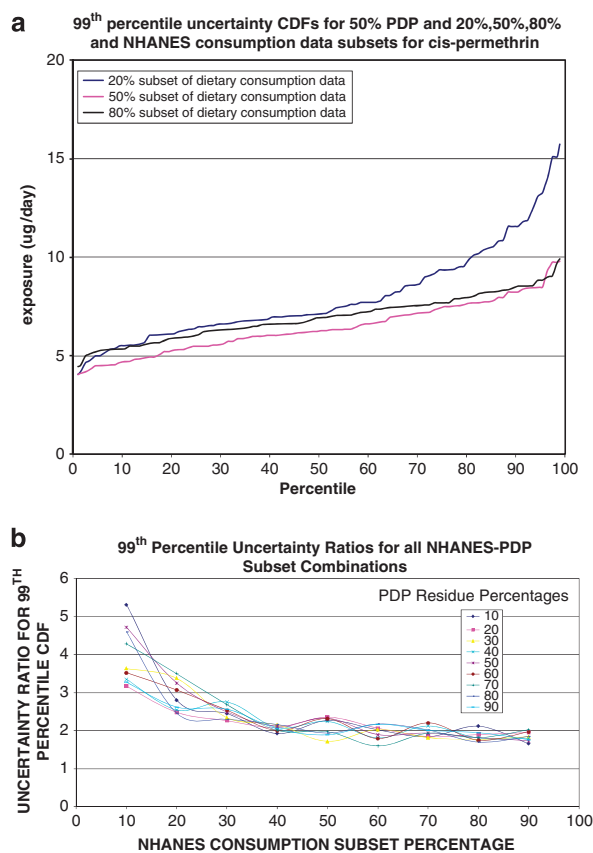 a
99th percentile uncertainty CDFs for 50% PDP and 20%,50%,80%
and NHANES consumption data subsets for cis-permethrin
20
15
10
5
0
exposure (ug/day)
20% subset of dietary consumption data
50% subset of dietary consumption data
80% subset of dietary consumption data
0 10 20 30 40 50 60 70 80 90 100
Percentile
b
99th Percentile Uncertainty Ratios for all NHANES-PDP
Subset Combinations
6
5
4
3
2
1
0
UNCERTAINTY RATIO FOR 99TH
PERCENTILE CDF
PDP Residue Percentages
10
20
30
40
50
60
70
80
90
0 10 20 30 40 50 60 70 80 90 100
NHANES CONSUMPTION SUBSET PERCENTAGE